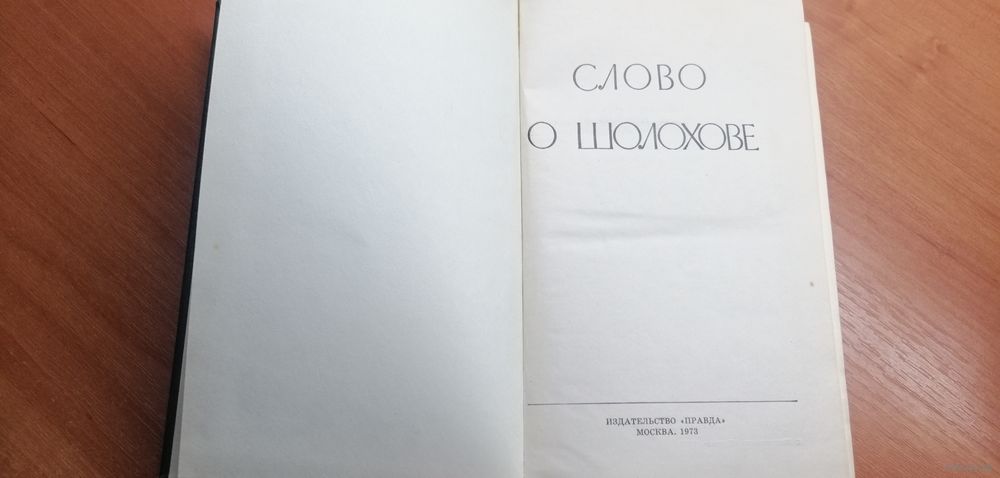 СЛОВО
О ШОЛОХОВЕ
ИЗДАТЕЛЬСТВО «ПРАВДА»
МОСКВА. 1973